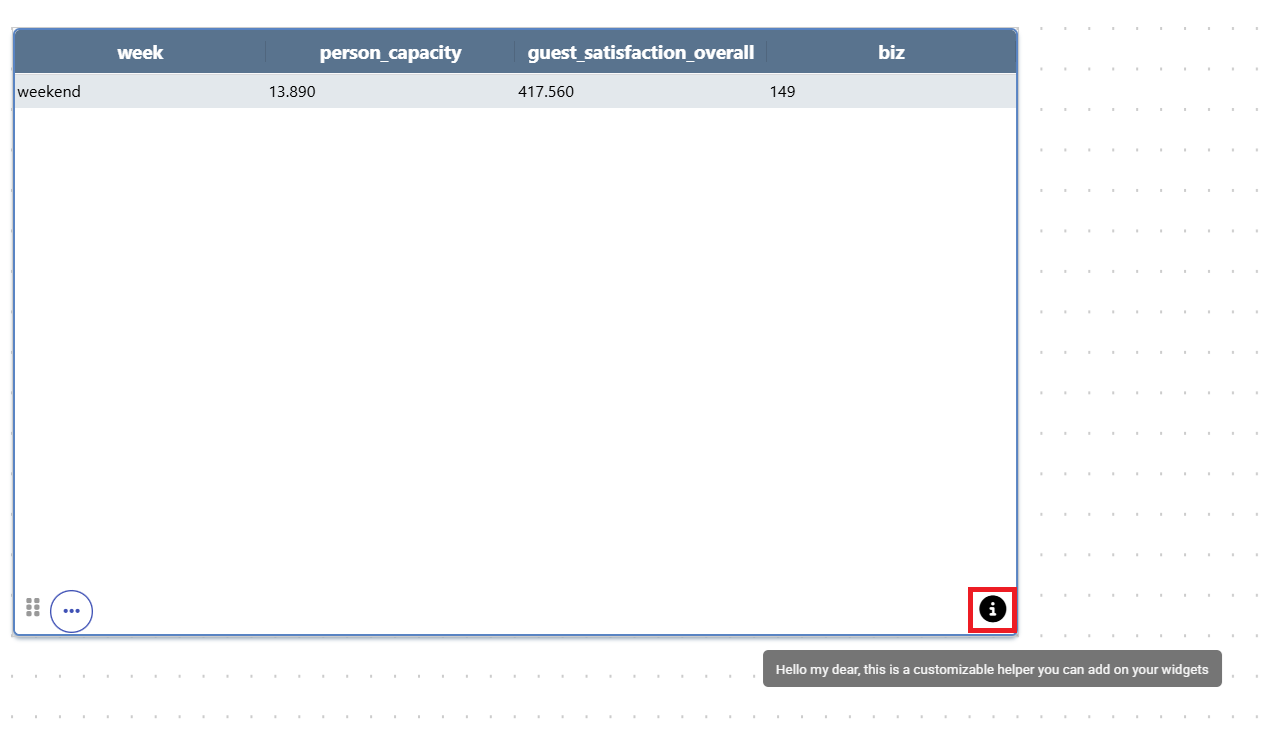 week person_capacity guest_satisfaction_overall biz
weekend 13.890 417.560 149
Hello my dear, this is a customizable helper you can add on your widgets